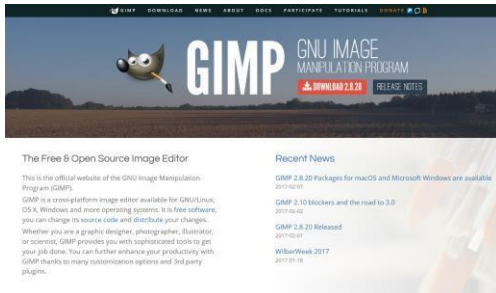 GIMP DOWNLOAD NEWS ABOUT DOCS PARTICIPATE TUTORIALS DONATE
GIMP
GNU IMAGE
MANIPULATION PROGRAM
DOWNLOAD 2.8.20 RELEASE NOTES
The Free & Open Source Image Editor
This is the official website of the GNU Image Manipulation
Program (GIMP).
GIMP is a cross-platform image editor available for GNU/Linux,
OS X, Windows and more operating systems. It is free software,
you can change its source code and distribute your changes.
Whether you are a graphic designer, photographer, illustrator,
or scientist, GIMP provides you with sophisticated tools to get
your job done. You can further enhance your productivity with
GIMP thanks to many customization options and 3rd party
plugins.
Recent News
GIMP 2.8.20 Packages for macOS and Microsoft Windows are available
2017-02-07
GIMP 2.10 blockers and the road to 3.0
2017-02-02
GIMP 2.8.20 Released
2017-02-01
WilberWeek 2017
2017-01-18